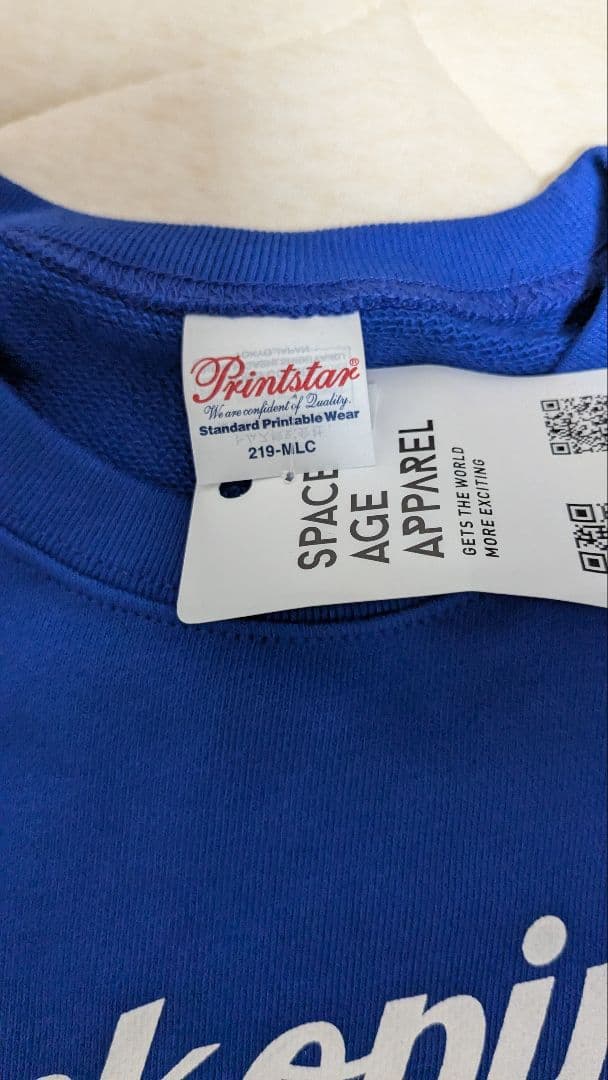 Printstar®
We are confident of Quality.
Standard Printable Wear
219-MLC
SPACE
AGE
APPAREL
GETS THE WORLD
MORE EXCITING